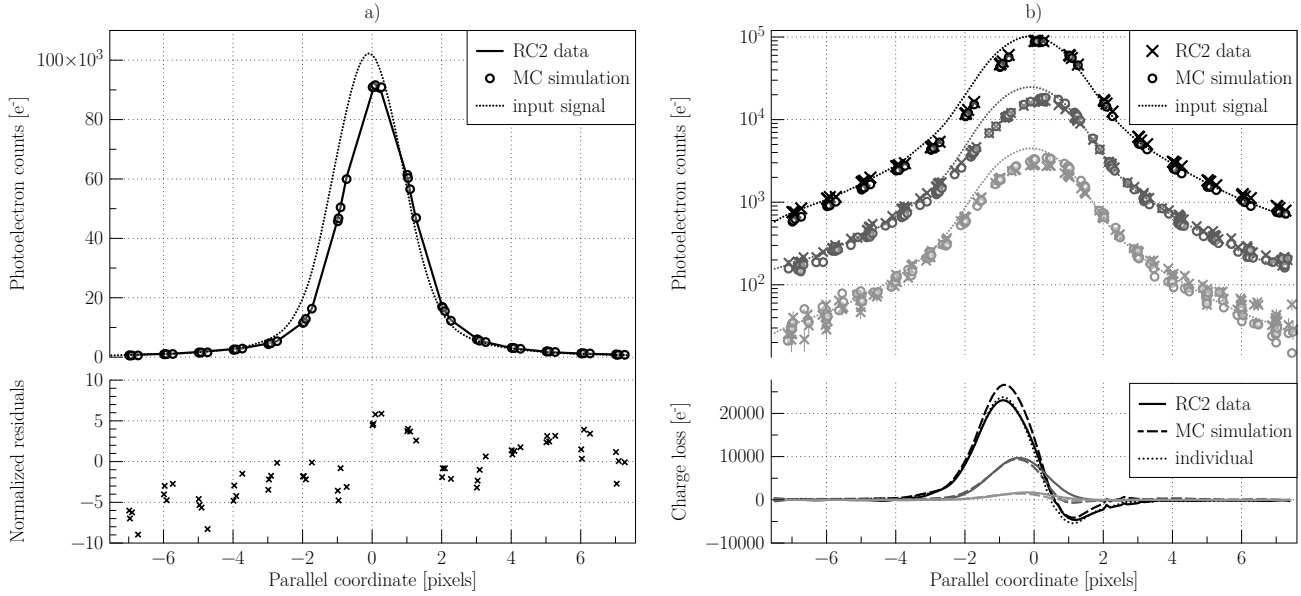 a)
100×10³
80
60
40
20
0
Photoelectron counts [e⁻]
RC2 data
MC simulation
input signal
10
5
0
−5
−10
Normalized residuals
−6 −4 −2 0 2 4 6
Parallel coordinate [pixels]
b)
10⁵
10⁴
10³
10²
Photoelectron counts [e⁻]
RC2 data
MC simulation
input signal
20000
10000
0
−10000
Charge loss [e⁻]
RC2 data
MC simulation
individual
−6 −4 −2 0 2 4 6
Parallel coordinate [pixels]